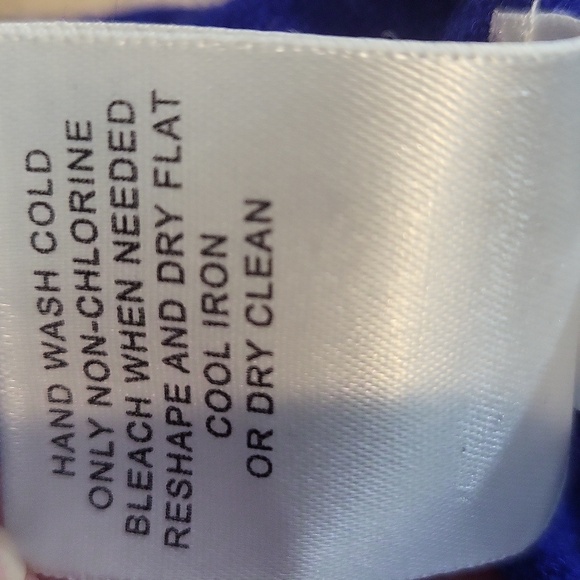 HAND WASH COLD
ONLY NON-CHLORINE
BLEACH WHEN NEEDED
RESHAPE AND DRY FLAT
COOL IRON
OR DRY CLEAN